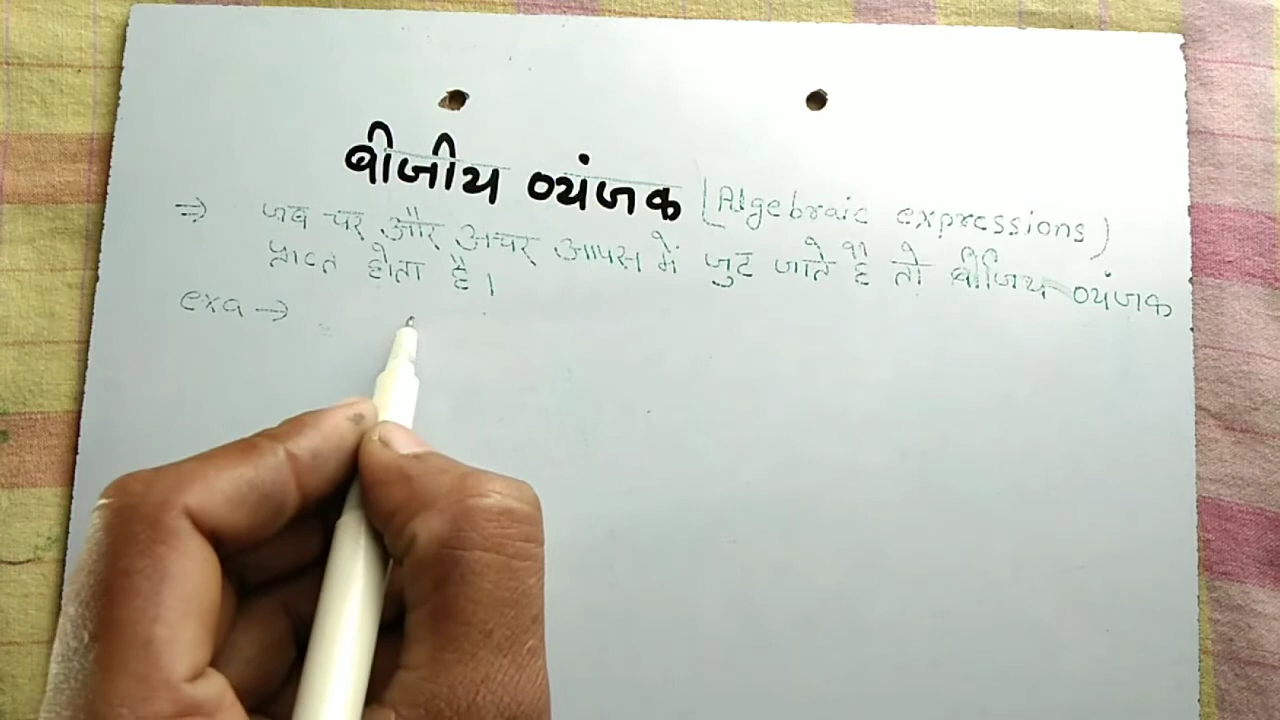 बीजीय व्यंजक (Algebraic expressions)
⇒ जब चर और अचर आपस में जुट जाते है तो बीजिय व्यंजक
प्राप्त होता है।
exa →